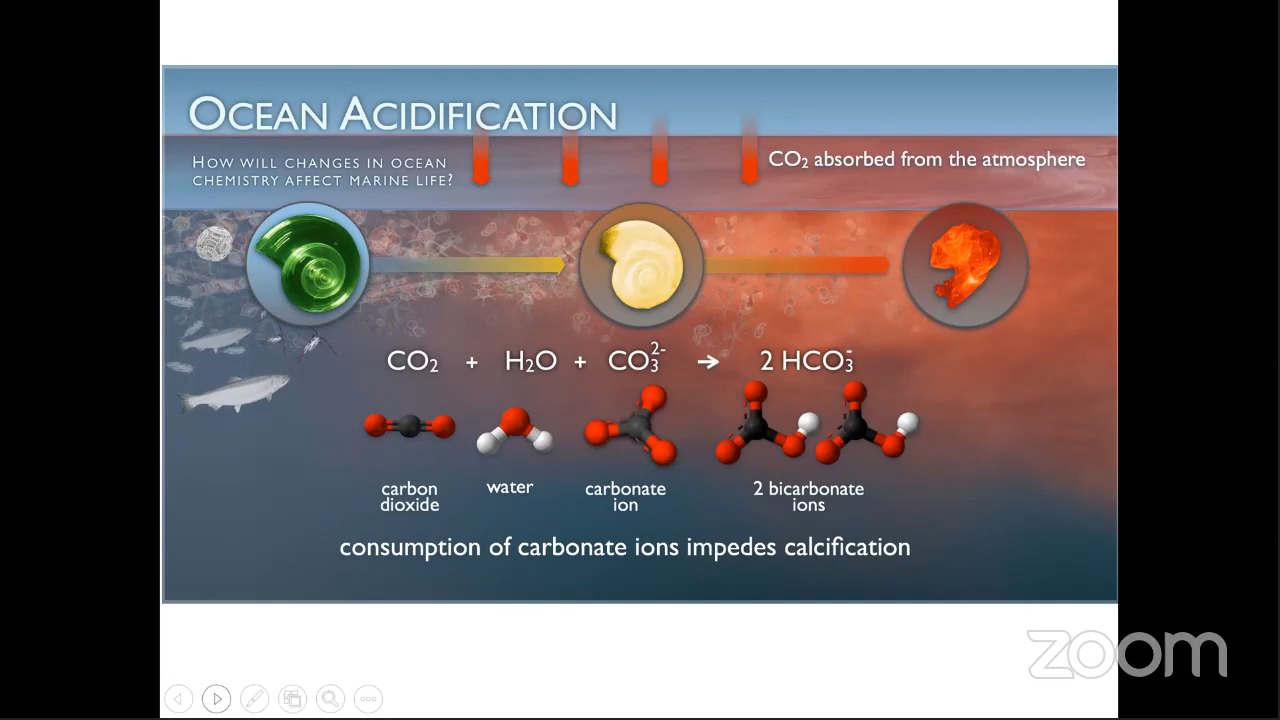 OCEAN ACIDIFICATION
HOW WILL CHANGES IN OCEAN
CHEMISTRY AFFECT MARINE LIFE?
CO₂ absorbed from the atmosphere
CO₂ + H₂O + CO₃²⁻ → 2 HCO₃⁻
carbon
dioxide
water
carbonate
ion
2 bicarbonate
ions
consumption of carbonate ions impedes calcification
zoom